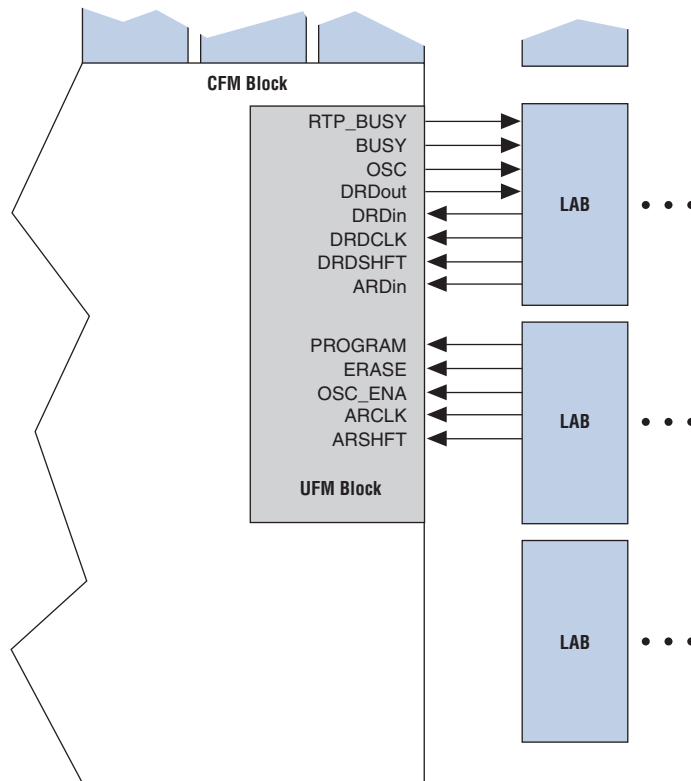 CFM Block
RTP_BUSY
BUSY
OSC
DRDout
DRDin
DRDCLK
DRDSHFT
ARDin
PROGRAM
ERASE
OSC_ENA
ARCLK
ARSHFT
UFM Block
LAB
LAB
LAB